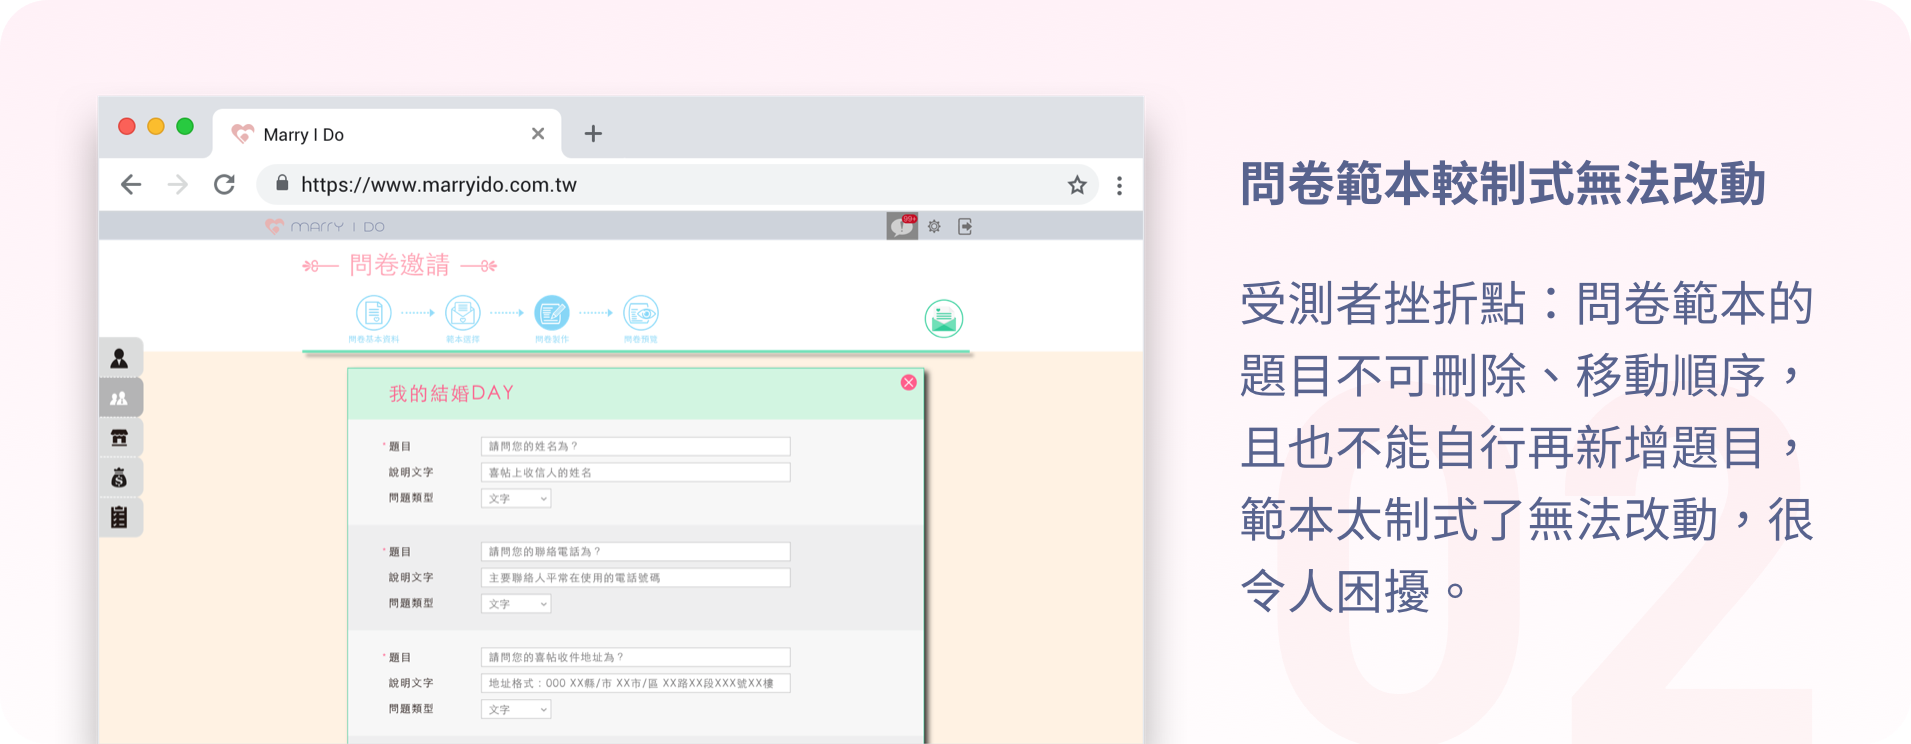 Marry I Do
https://www.marryido.com.tw
MARRY I DO
99+
問卷邀請
問卷基本資料
範本選擇
問卷製作
問卷預覽
我的結婚DAY
*題目
請問您的姓名為？
說明文字
喜帖上收信人的姓名
問題類型
文字
*題目
請問您的聯絡電話為？
說明文字
主要聯絡人平常在使用的電話號碼
問題類型
文字
*題目
請問您的喜帖收件地址為？
說明文字
地址格式：000 XX縣/市 XX市/區 XX路XX段XXX號XX樓
問題類型
文字
問卷範本較制式無法改動
受測者挫折點：問卷範本的
題目不可刪除、移動順序，
且也不能自行再新增題目，
範本太制式了無法改動，很
令人困擾。
02